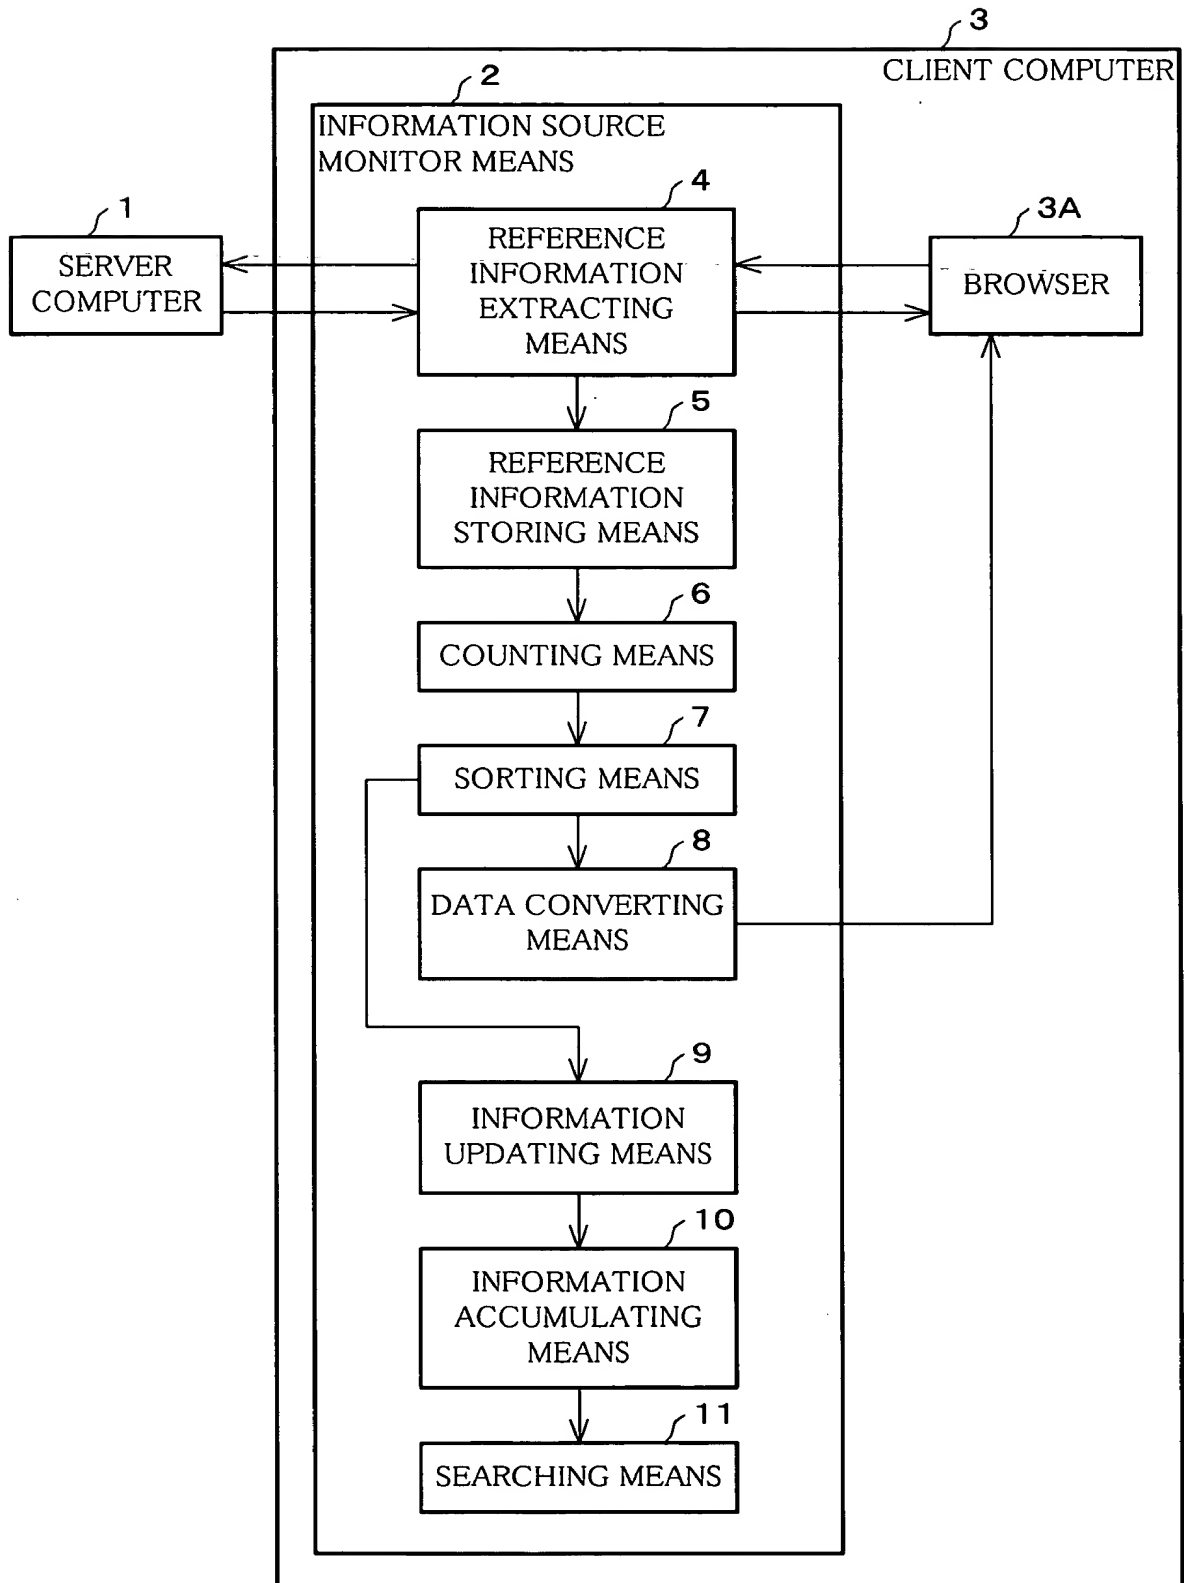 3
CLIENT COMPUTER
2
INFORMATION SOURCE
MONITOR MEANS
1
SERVER
COMPUTER
4
REFERENCE
INFORMATION
EXTRACTING
MEANS
3A
BROWSER
5
REFERENCE
INFORMATION
STORING MEANS
6
COUNTING MEANS
7
SORTING MEANS
8
DATA CONVERTING
MEANS
9
INFORMATION
UPDATING MEANS
10
INFORMATION
ACCUMULATING
MEANS
11
SEARCHING MEANS